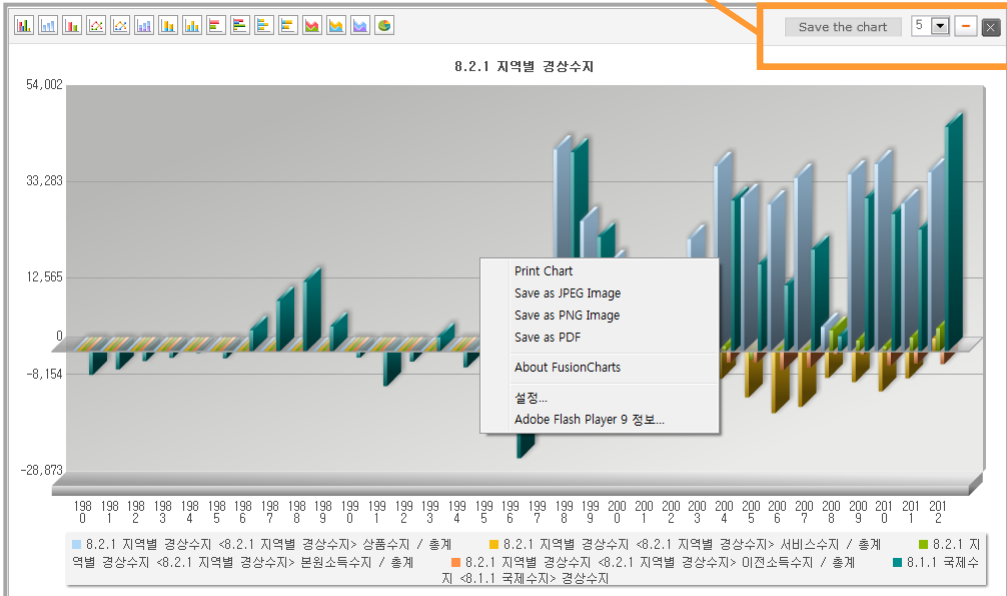 Save the chart 5
8.2.1 지역별 경상수지
54,002
33,283
12,565
0
-8,154
-28,873
Print Chart
Save as JPEG Image
Save as PNG Image
Save as PDF
About FusionCharts
설정...
Adobe Flash Player 9 정보...
198 198 198 198 198 198 198 198 198 198 199 199 199 199 199 199 199 199 199 199 200 200 200 200 200 200 200 200 200 200 201 201 201
0 1 2 3 4 5 6 7 8 9 0 1 2 3 4 5 6 7 8 9 0 1 2 3 4 5 6 7 8 9 0 1 2
8.2.1 지역별 경상수지 <8.2.1 지역별 경상수지> 상품수지 / 총계 8.2.1 지역별 경상수지 <8.2.1 지역별 경상수지> 서비스수지 / 총계 8.2.1 지
역별 경상수지 <8.2.1 지역별 경상수지> 본원소득수지 / 총계 8.2.1 지역별 경상수지 <8.2.1 지역별 경상수지> 이전소득수지 / 총계 8.1.1 국제수
지 <8.1.1 국제수지> 경상수지